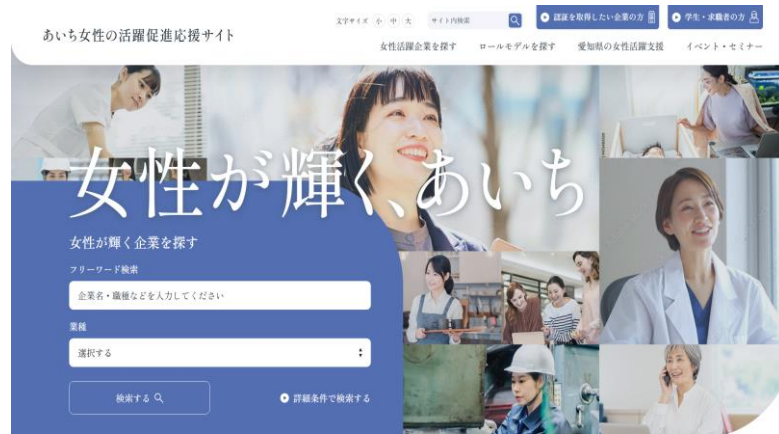 あいち女性の活躍促進応援サイト
文字サイズ 小 中 大 サイト内検索 認証を取得したい企業の方 学生・求職者の方
女性活躍企業を探す ロールモデルを探す 愛知県の女性活躍支援 イベント・セミナー
女性が輝く、あいち
女性が輝く企業を探す
フリーワード検索
企業名・職種などを入力してください
業種
選択する
検索する 詳細条件で検索する